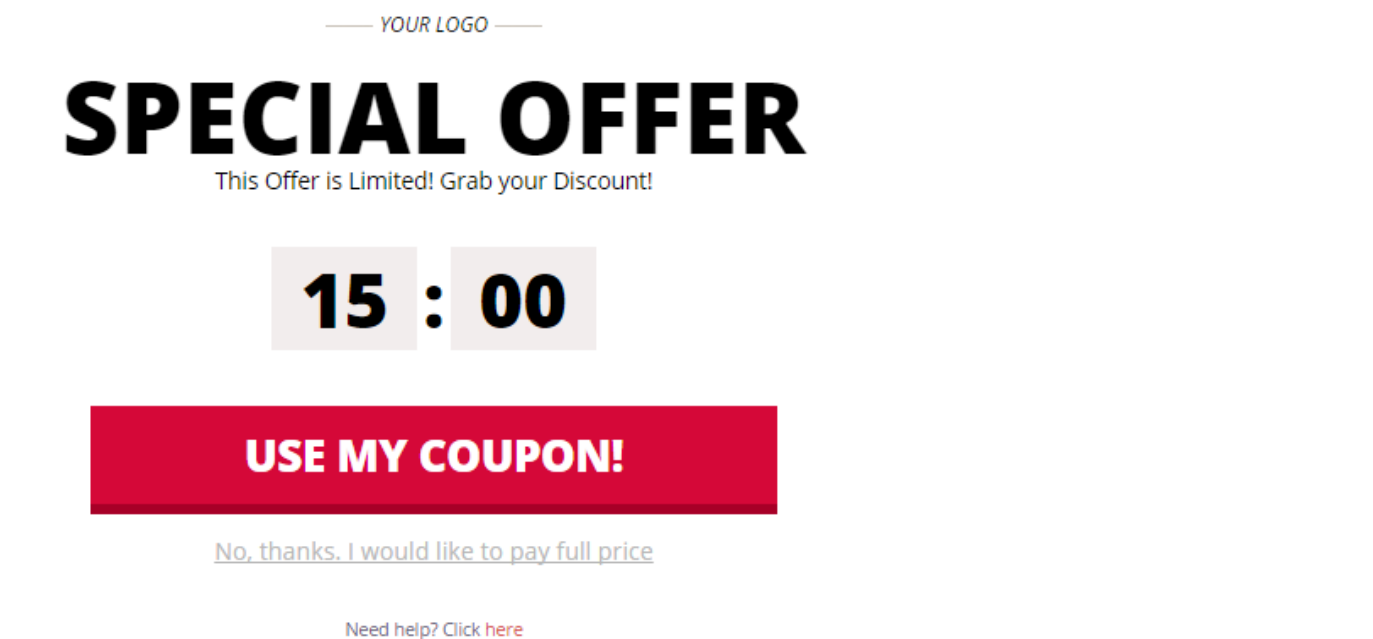 YOUR LOGO
SPECIAL OFFER
This Offer is Limited! Grab your Discount!
15 : 00
USE MY COUPON!
No, thanks. I would like to pay full price
Need help? Click here